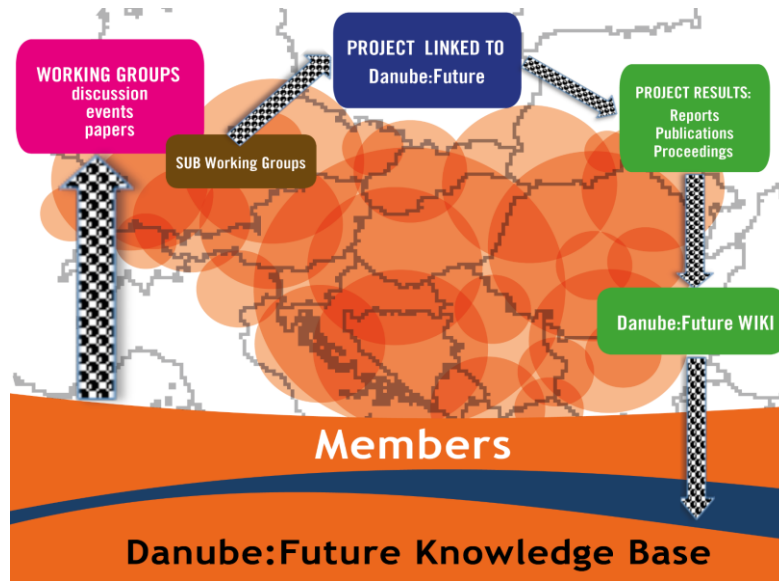 WORKING GROUPS
discussion
events
papers
SUB Working Groups
PROJECT LINKED TO
Danube:Future
PROJECT RESULTS:
Reports
Publications
Proceedings
Danube:Future WIKI
Members
Danube:Future Knowledge Base